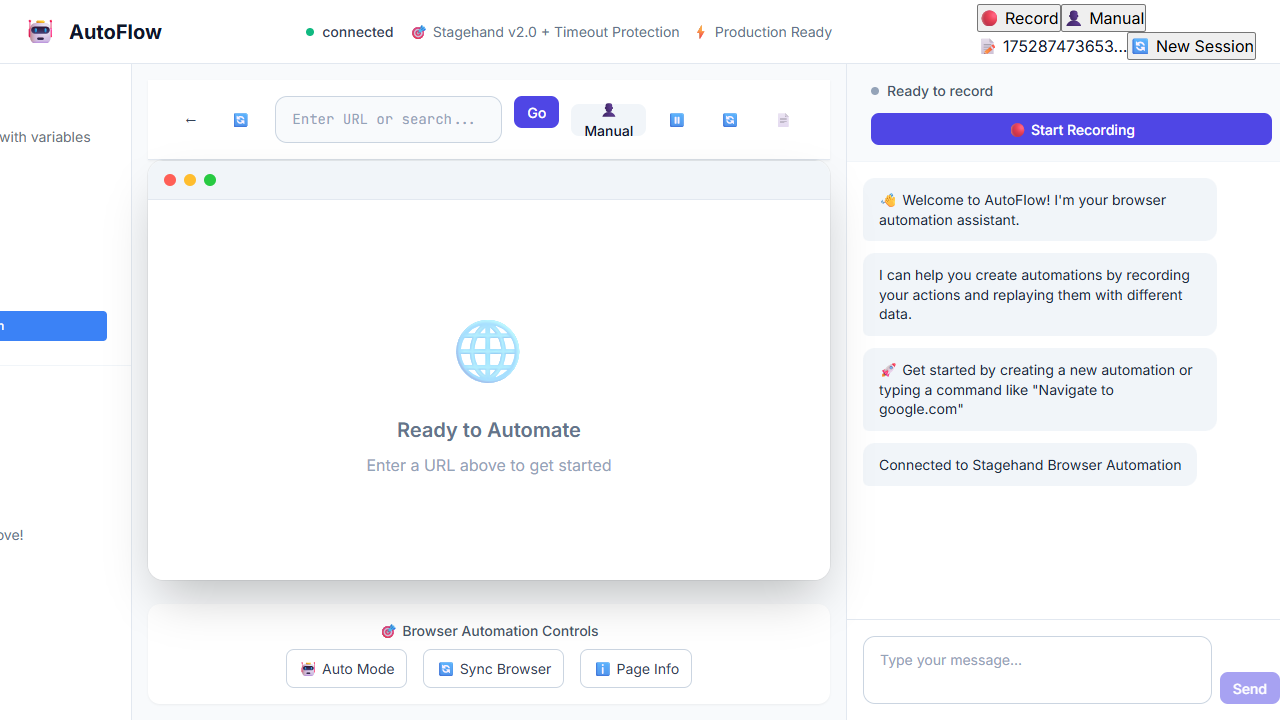 AutoFlow
connected
Stagehand v2.0 + Timeout Protection
Production Ready
Record
Manual
175287473653...
New Session
with variables
ove!
←
Enter URL or search...
Go
Manual
Ready to Automate
Enter a URL above to get started
Browser Automation Controls
Auto Mode
Sync Browser
Page Info
Ready to record
Start Recording
Welcome to AutoFlow! I'm your browser
automation assistant.
I can help you create automations by recording
your actions and replaying them with different
data.
Get started by creating a new automation or
typing a command like "Navigate to
google.com"
Connected to Stagehand Browser Automation
Type your message...
Send